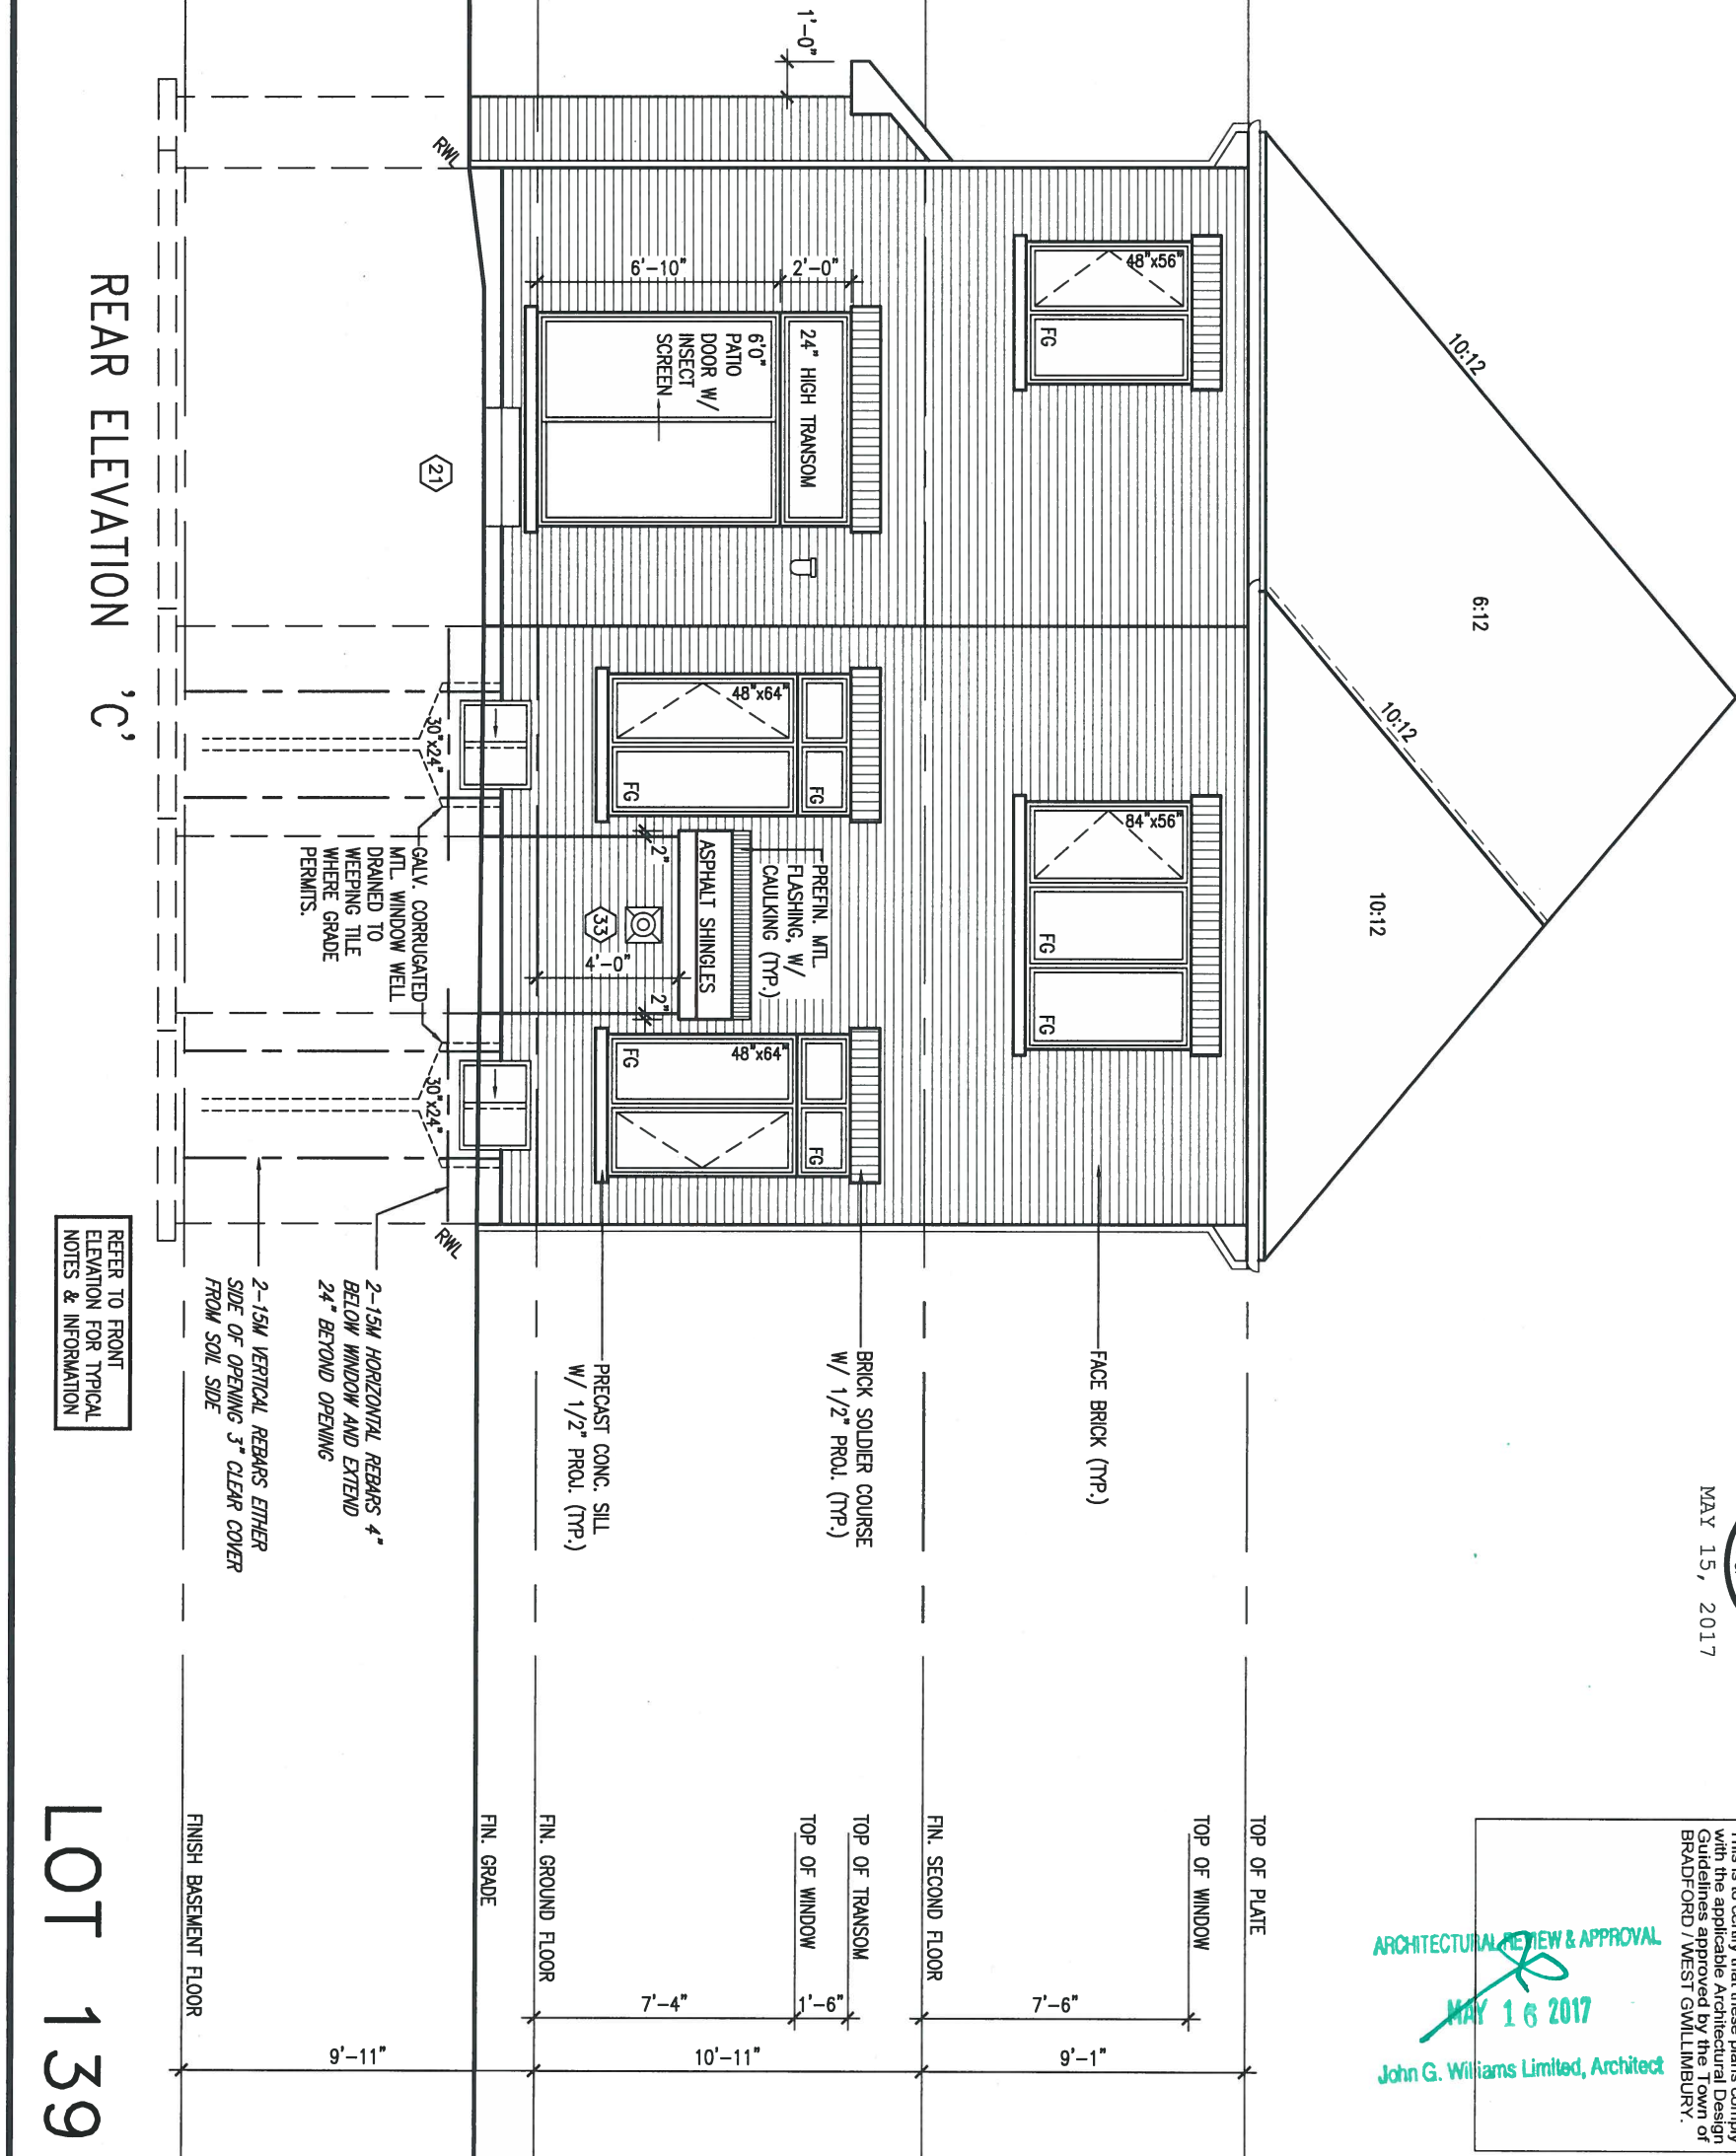 MAY 15, 2017
This is to certify that these plans comply
with the applicable Architectural Design
Guidelines approved by the Town of
BRADFORD / WEST GWILLIMBURY.
ARCHITECTURAL REVIEW & APPROVAL
MAY 16 2017
John G. Williams Limited, Architect
10:12
6:12
10:12
10:12
1'-0"
48"x56"
FG
84"x56"
FG
FG
2'-0"
6'-10"
24" HIGH TRANSOM
6'0"
PATIO
DOOR W/
INSECT
SCREEN
48"x64"
FG
FG
PREFIN. MTL.
FLASHING, W/
CAULKING (TYP.)
ASPHALT SHINGLES
2"
2"
33
4'-0"
48"x64"
FG
FG
FACE BRICK (TYP.)
BRICK SOLDIER COURSE
W/ 1/2" PROJ. (TYP.)
PRECAST CONC. SILL
W/ 1/2" PROJ. (TYP.)
RWL
21
30"x24"
GALV. CORRUGATED
MTL. WINDOW WELL
DRAINED TO
WEEPING TILE
WHERE GRADE
PERMITS.
30"x24"
RWL
2-15M HORIZONTAL REBARS 4"
BELOW WINDOW AND EXTEND
24" BEYOND OPENING
2-15M VERTICAL REBARS EITHER
SIDE OF OPENING 3" CLEAR COVER
FROM SOIL SIDE
TOP OF PLATE
TOP OF WINDOW
FIN. SECOND FLOOR
TOP OF TRANSOM
TOP OF WINDOW
FIN. GROUND FLOOR
FIN. GRADE
FINISH BASEMENT FLOOR
7'-6"
9'-1"
1'-6"
7'-4"
10'-11"
9'-11"
REAR ELEVATION 'C'
REFER TO FRONT
ELEVATION FOR TYPICAL
NOTES & INFORMATION
LOT 139